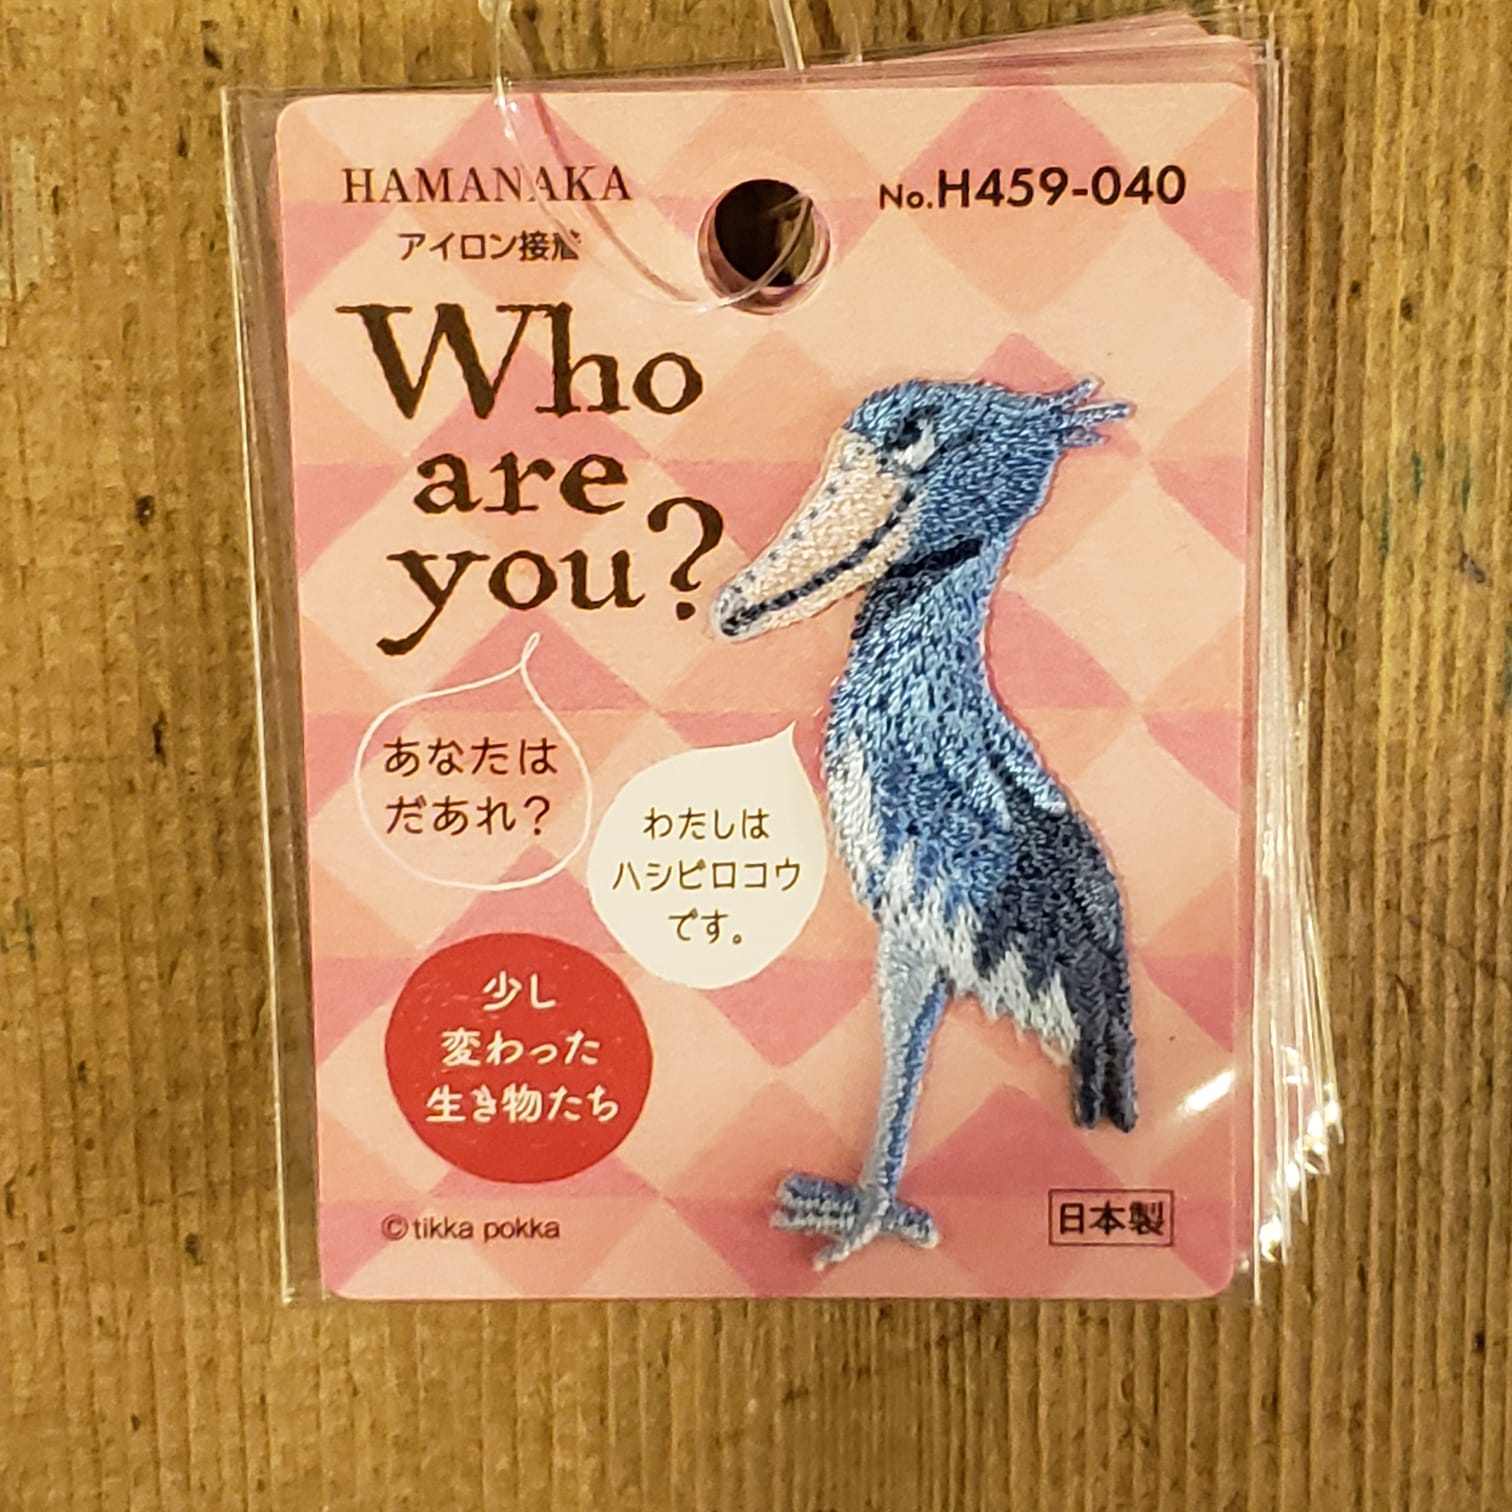 HAMANAKA
No.H459-040
アイロン接着
Who
are
you?
あなたは
だあれ？
わたしは
ハシビロコウ
です。
少し
変わった
生き物たち
©tikka pokka
日本製